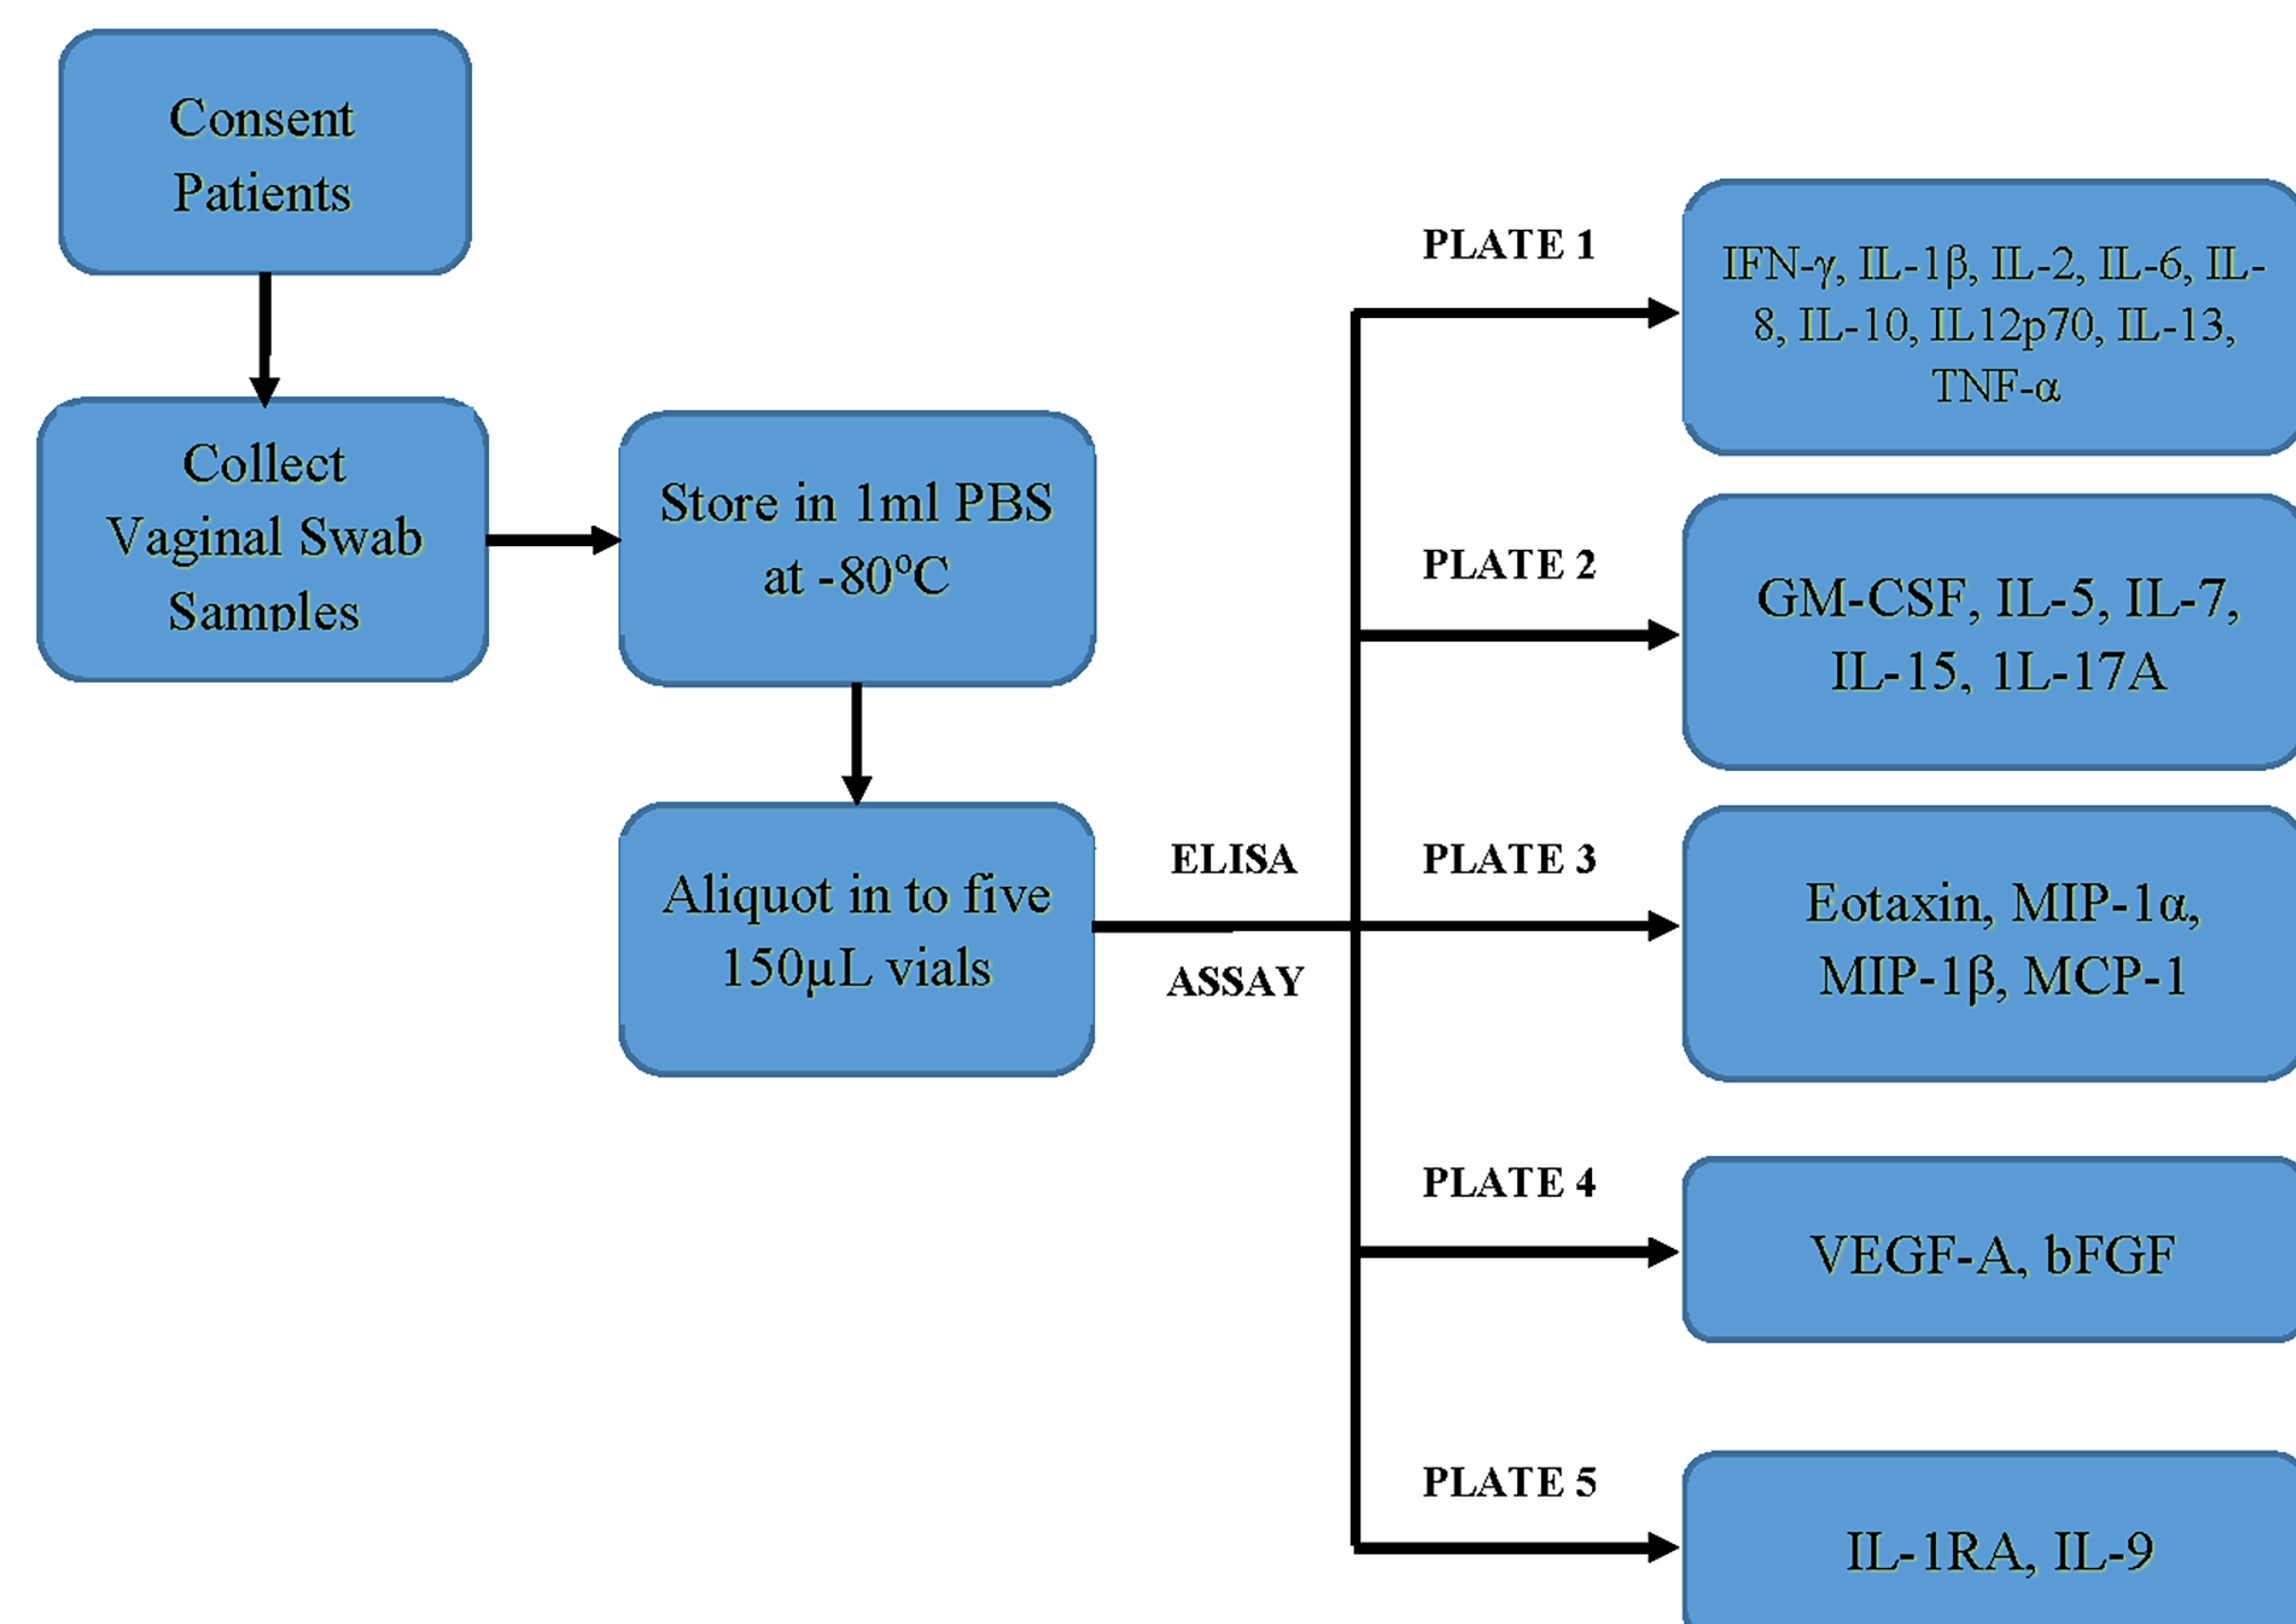 Consent
Patients
Collect
Vaginal Swab
Samples
Store in 1ml PBS
at -80ºC
Aliquot in to five
150µL vials
ELISA
ASSAY
PLATE 1
IFN-γ, IL-1β, IL-2, IL-6, IL-
8, IL-10, IL12p70, IL-13,
TNF-α
PLATE 2
GM-CSF, IL-5, IL-7,
IL-15, 1L-17A
PLATE 3
Eotaxin, MIP-1α,
MIP-1β, MCP-1
PLATE 4
VEGF-A, bFGF
PLATE 5
IL-1RA, IL-9